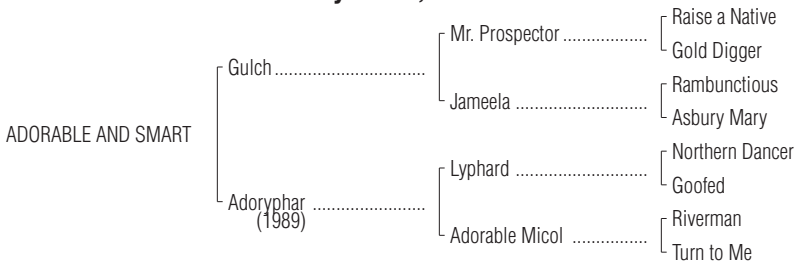 Raise a Native
Mr. Prospector
Gold Digger
Gulch
Rambunctious
Jameela
Asbury Mary
ADORABLE AND SMART
Northern Dancer
Lyphard
Goofed
Adoryphar
(1989)
Riverman
Adorable Micol
Turn to Me